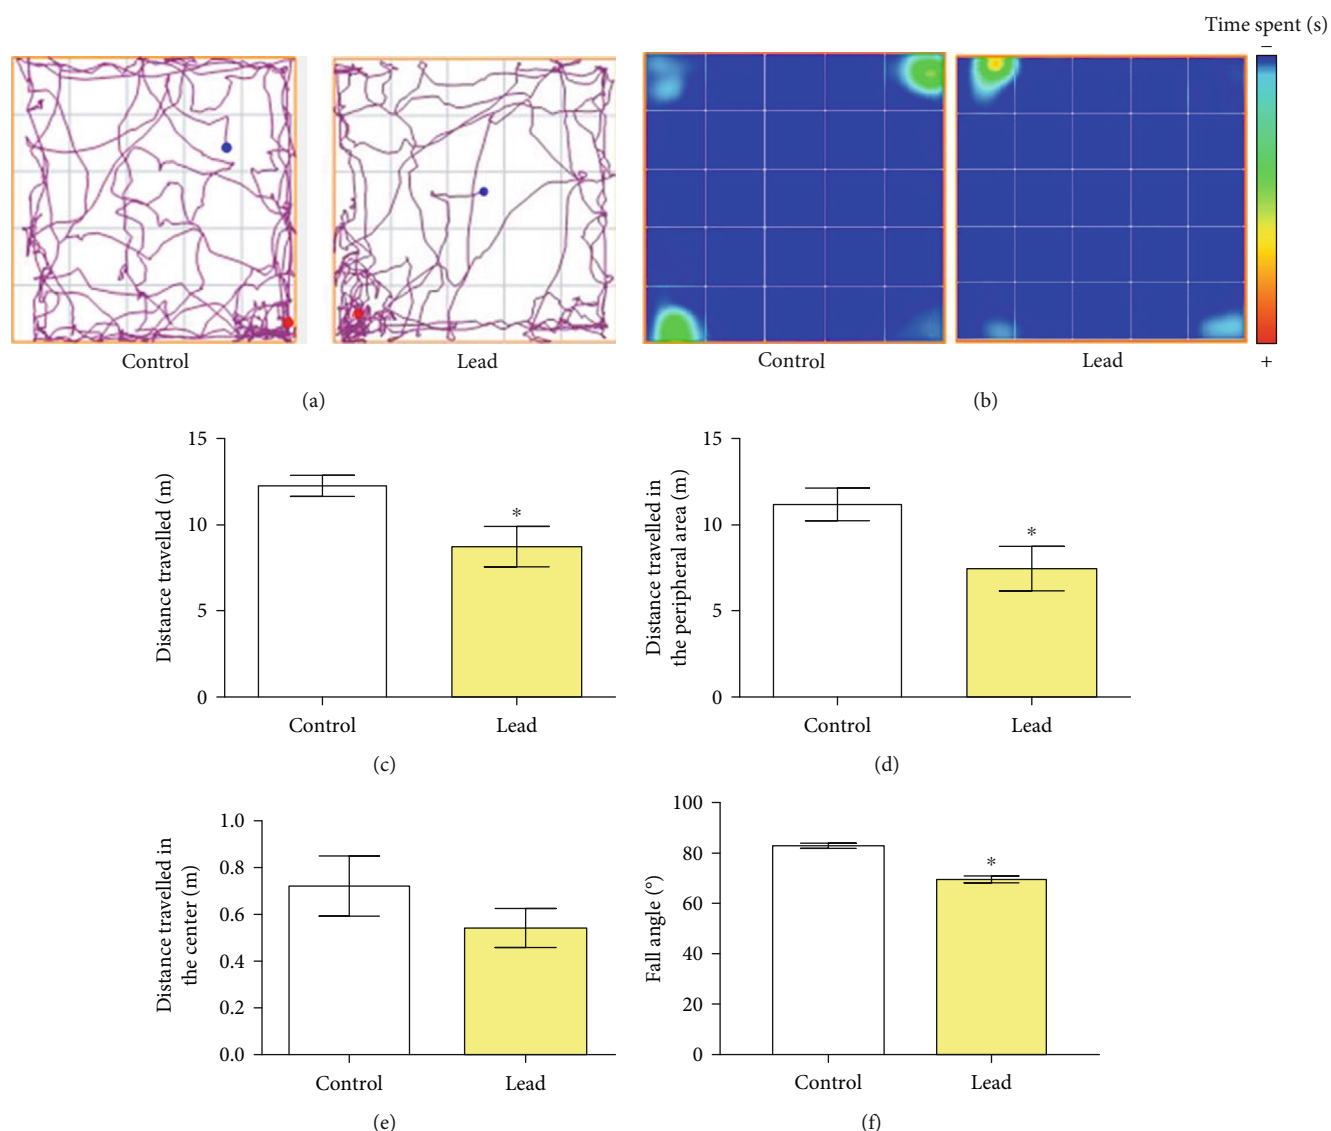 Time spent (s)
–
+
Control
Lead
Control
Lead
(a)
(b)
15
10
5
0
Distance travelled (m)
*
Control
Lead
(c)
15
10
5
0
Distance travelled in
the peripheral area (m)
*
Control
Lead
(d)
1.0
0.8
0.6
0.4
0.2
0.0
Distance travelled in
the center (m)
Control
Lead
(e)
100
80
60
40
20
0
Fall angle (°)
*
Control
Lead
(f)